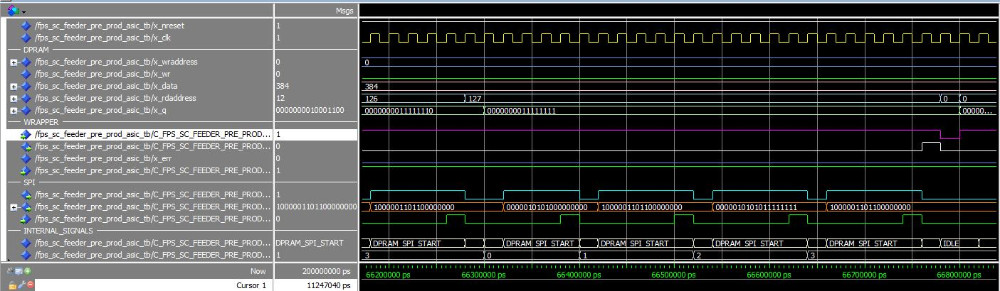 Msgs
/fps_sc_feeder_pre_prod_asic_tb/x_nreset 1
/fps_sc_feeder_pre_prod_asic_tb/x_clk 1
DPRAM
/fps_sc_feeder_pre_prod_asic_tb/x_wraddress 0 0
/fps_sc_feeder_pre_prod_asic_tb/x_wr 0
/fps_sc_feeder_pre_prod_asic_tb/x_data 384 384
/fps_sc_feeder_pre_prod_asic_tb/x_rdaddress 12 126 127 0 0
/fps_sc_feeder_pre_prod_asic_tb/x_q 0000000010001100 0000000011111110 0000000011111111 00000...
WRAPPER
/fps_sc_feeder_pre_prod_asic_tb/C_FPS_SC_FEEDER_PRE_PROD... 1
/fps_sc_feeder_pre_prod_asic_tb/C_FPS_SC_FEEDER_PRE_PROD... 0
/fps_sc_feeder_pre_prod_asic_tb/x_err 0
/fps_sc_feeder_pre_prod_asic_tb/C_FPS_SC_FEEDER_PRE_PROD... 1
SPI
/fps_sc_feeder_pre_prod_asic_tb/C_FPS_SC_FEEDER_PRE_PROD... 1
/fps_sc_feeder_pre_prod_asic_tb/C_FPS_SC_FEEDER_PRE_PROD... 1000001101100000000 1000001101100000000 0000010101000000000 1000001101100000000 0000010101011111111 1000001101100000000
/fps_sc_feeder_pre_prod_asic_tb/C_FPS_SC_FEEDER_PRE_PROD... 0
INTERNAL_SIGNALS
/fps_sc_feeder_pre_prod_asic_tb/C_FPS_SC_FEEDER_PRE_PROD... DPRAM_SPI_START DPRAM_SPI_START DPRAM_SPI_START DPRAM_SPI_START DPRAM_SPI_START DPRAM_SPI_START IDLE
/fps_sc_feeder_pre_prod_asic_tb/C_FPS_SC_FEEDER_PRE_PROD... 1 3 0 1 2 3
Now 200000000 ps 66200000 ps 66300000 ps 66400000 ps 66500000 ps 66600000 ps 66700000 ps 66800000 ps
Cursor 1 11247040 ps